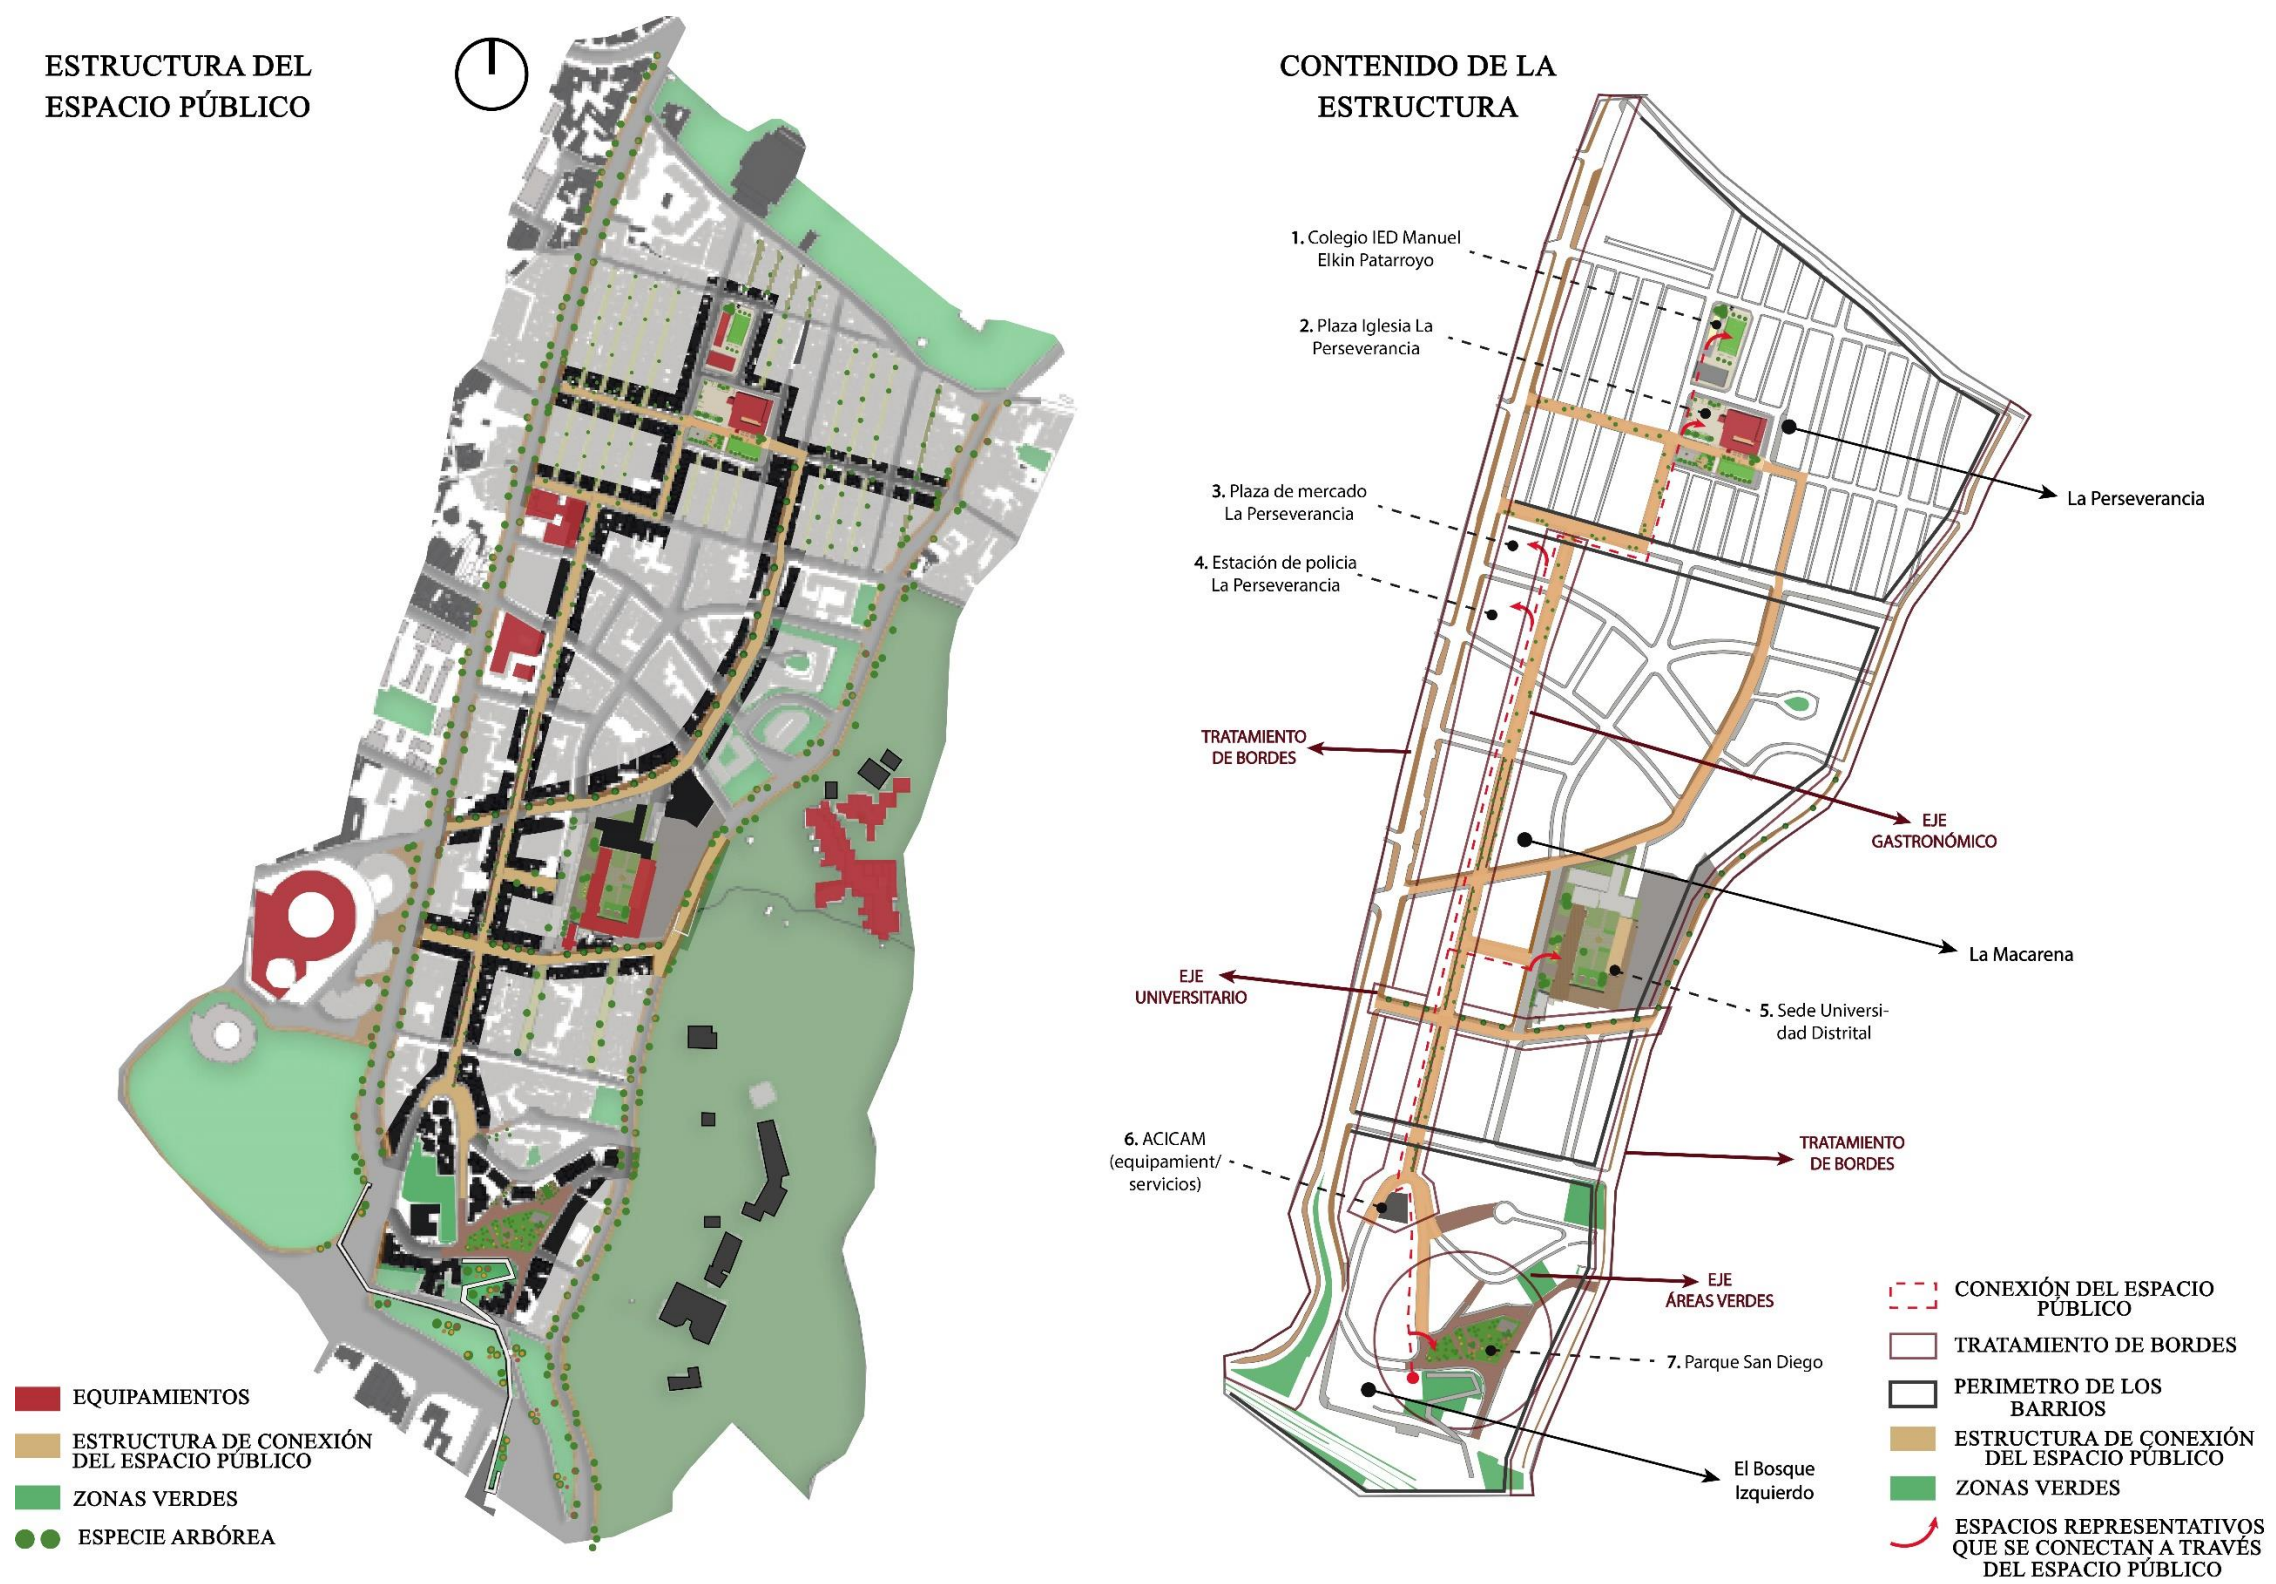 ESTRUCTURA DEL
ESPACIO PÚBLICO
EQUIPAMIENTOS
ESTRUCTURA DE CONEXIÓN
DEL ESPACIO PÚBLICO
ZONAS VERDES
ESPECIE ARBÓREA
CONTENIDO DE LA
ESTRUCTURA
1. Colegio IED Manuel
Elkin Patarroyo
2. Plaza Iglesia La
Perseverancia
3. Plaza de mercado
La Perseverancia
4. Estación de policia
La Perseverancia
La Perseverancia
TRATAMIENTO
DE BORDES
EJE
GASTRONÓMICO
La Macarena
EJE
UNIVERSITARIO
5. Sede Universi-
dad Distrital
6. ACICAM
(equipamient/
servicios)
TRATAMIENTO
DE BORDES
EJE
ÁREAS VERDES
7. Parque San Diego
El Bosque
Izquierdo
CONEXIÓN DEL ESPACIO
PÚBLICO
TRATAMIENTO DE BORDES
PERIMETRO DE LOS
BARRIOS
ESTRUCTURA DE CONEXIÓN
DEL ESPACIO PÚBLICO
ZONAS VERDES
ESPACIOS REPRESENTATIVOS
QUE SE CONECTAN A TRAVÉS
DEL ESPACIO PÚBLICO